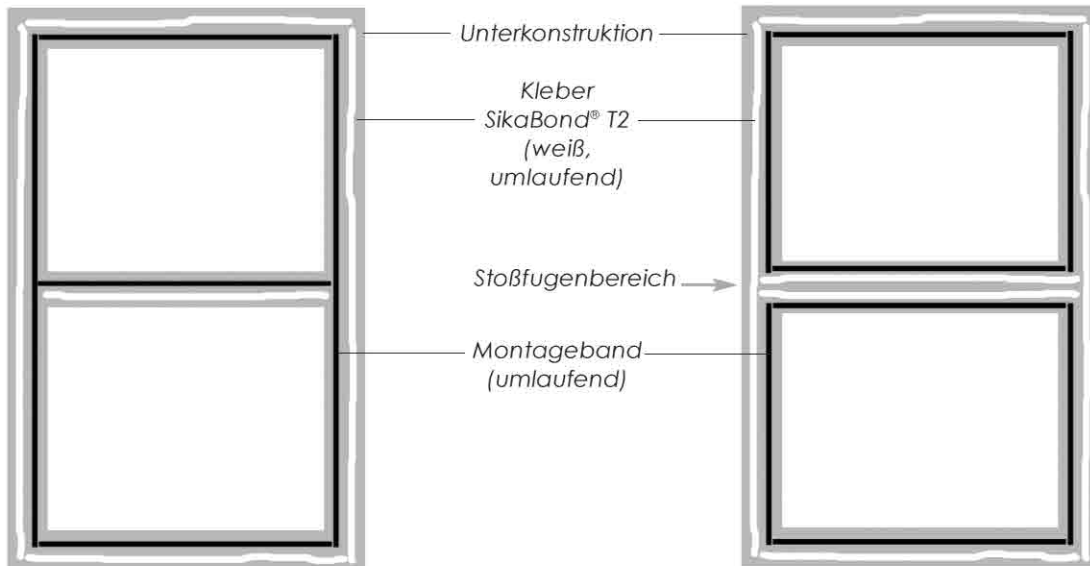 Unterkonstruktion
Kleber
SikaBond® T2
(weiß,
umlaufend)
Stoßfugenbereich
Montageband
(umlaufend)